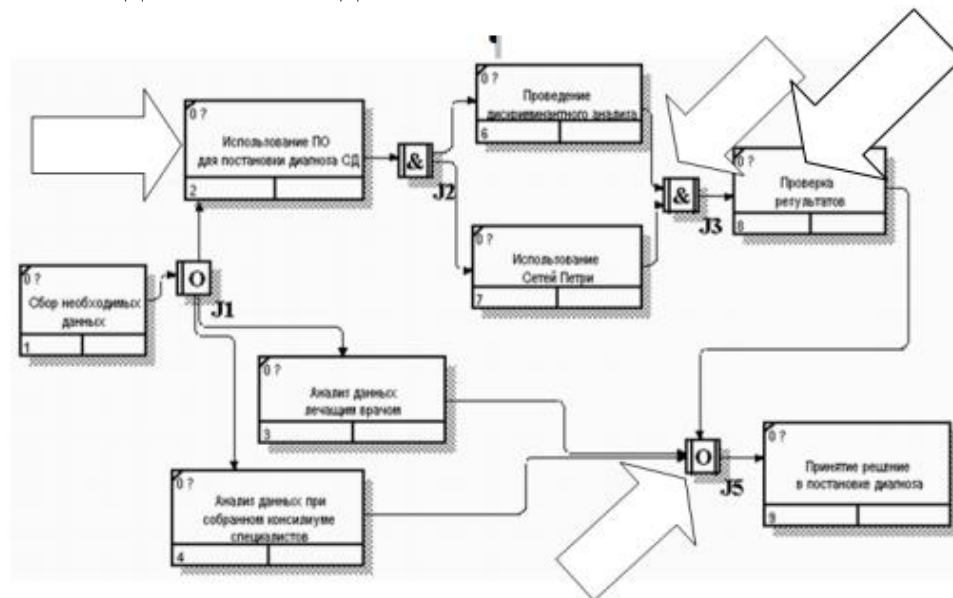 0 ?
Использование ПО
для постановки диагноза СД
2
&
J2
0 ?
Проведение
дискриминантного анализа
6
0 ?
Использование
Сетей Петри
7
&
J3
0 ?
Проверка
результатов
8
0 ?
Сбор необходимых
данных
1
O
J1
0 ?
Анализ данных
лечащим врачом
3
0 ?
Анализ данных при
собранном консилиуме
специалистов
4
O
J5
0 ?
Принятие решение
в постановке диагноза
9